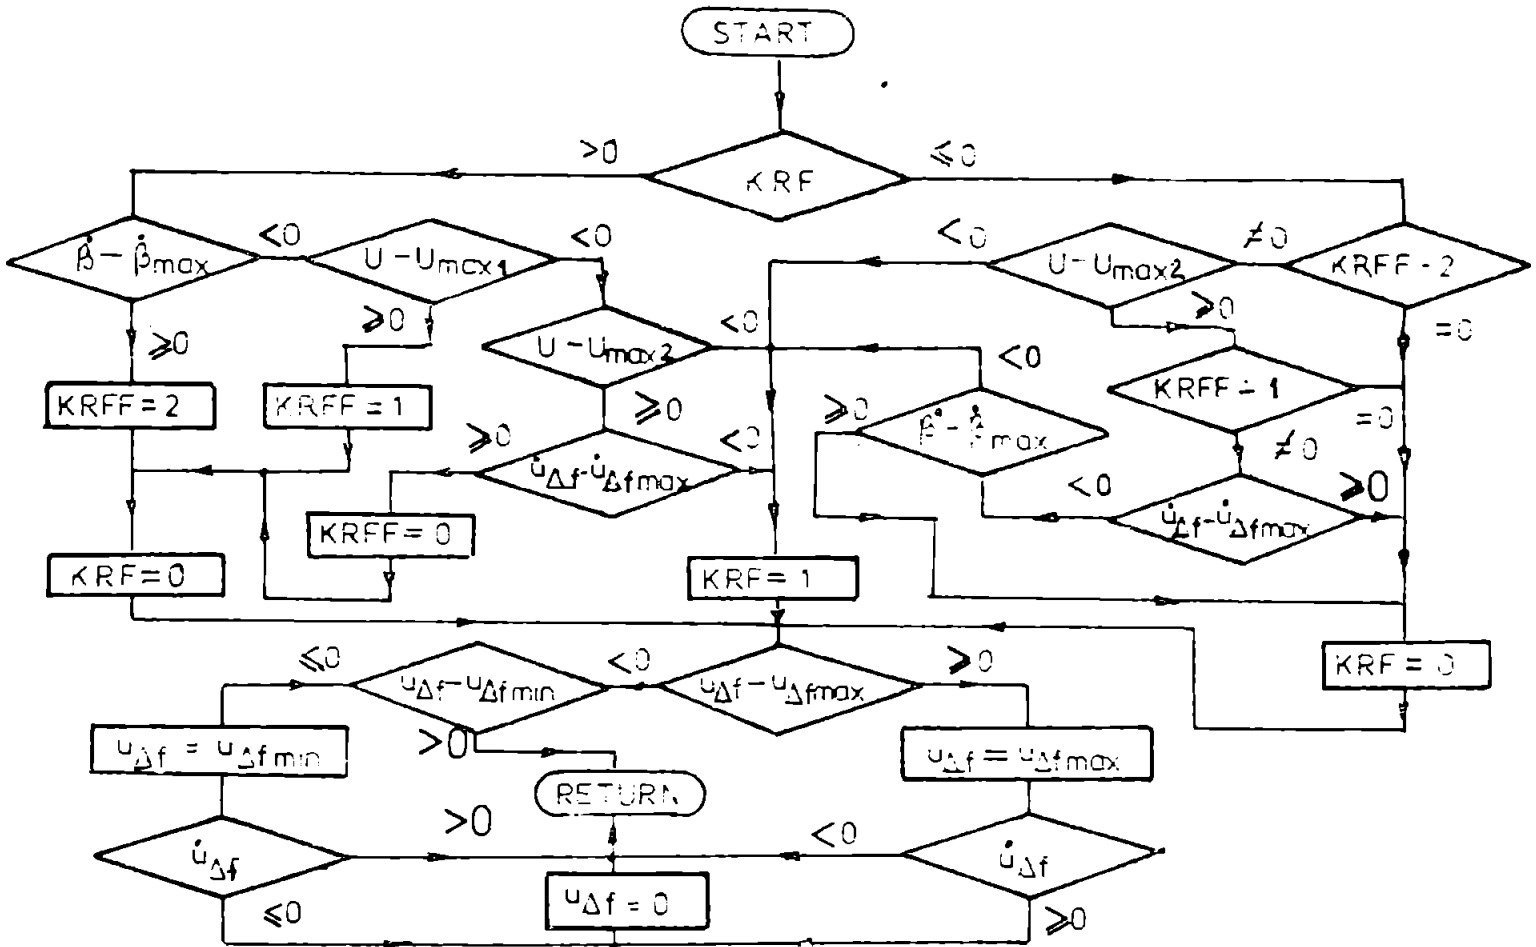 START
>0
⩽0
KRF
β̇ − β̇max
<0
U − Umax1
<0
<0
U − Umax2
≠0
KRFF - 2
⩾0
⩾0
U − Umax2
<0
<0
⩾0
KRFF ∸ 1
=0
KRFF = 2
KRFF = 1
⩾0
⩾0
<0
⩾0
=0
≠0
u̇Δf - u̇Δfmax
<0
⩾0
u̇Δf - u̇Δfmax
KRFF = 0
KRF = 0
KRF = 1
KRF = 0
⩽0
uΔf − uΔfmin
<0
uΔf − uΔfmax
⩾0
uΔf = uΔfmin
>0
uΔf = uΔfmax
RETURN
u̇Δf
>0
<0
u̇Δf
⩽0
uΔf = 0
⩾0